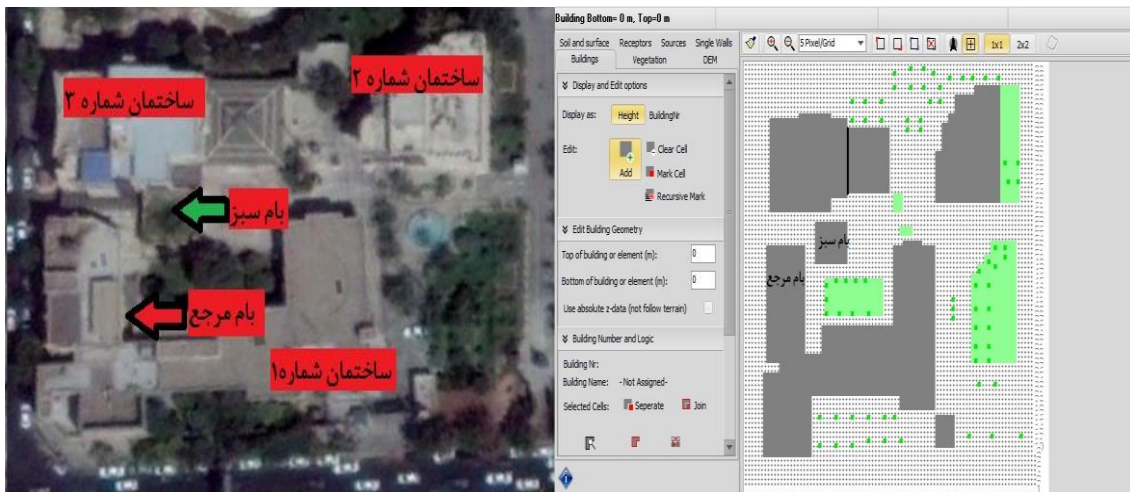 ساختمان شماره ۲
ساختمان شماره ۳
بام سبز
بام مرجع
ساختمان شماره۱
Building Bottom= 0 m, Top=0 m
Soil and surface Receptors Sources Single Walls
Buildings Vegetation DEM
5 Pixel/Grid
1x1 2x2
Display and Edit options
Display as: Height BuildingNr
Edit: Add Clear Cell
Mark Cell
Recursive Mark
Edit Building Geometry
Top of building or element (m): 0
Bottom of building or element (m): 0
Use absolute z-data (not follow terrain)
Building Number and Logic
Building Nr:
Building Name: - Not Assigned-
Selected Cells: Seperate Join
بام سبز
بام مرجع